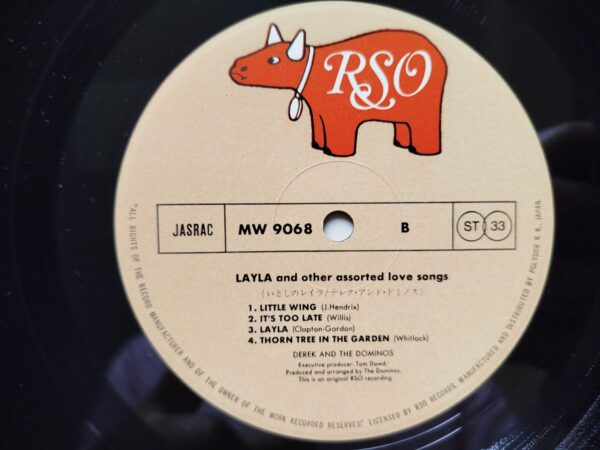 RSO
JASRAC MW 9068 B ST 33
LAYLA and other assorted love songs
(いとしのレイラ/デレク・アンド・ドミノス)
1. LITTLE WING (J.Hendrix)
2. IT'S TOO LATE (Willis)
3. LAYLA (Clapton-Gordon)
4. THORN TREE IN THE GARDEN (Whitlock)
DEREK AND THE DOMINOS
Executive producer: Tom Dowd
Produced and arranged by The Dominos.
This is an original RSO recording.
"ALL RIGHTS OF THE RECORD MANUFACTURER AND OF THE OWNER OF THE WORK RECORDED RESERVED." LICENSED BY RSO RECORDS, MANUFACTURED AND DISTRIBUTED BY POLYDOR K.K., JAPAN.